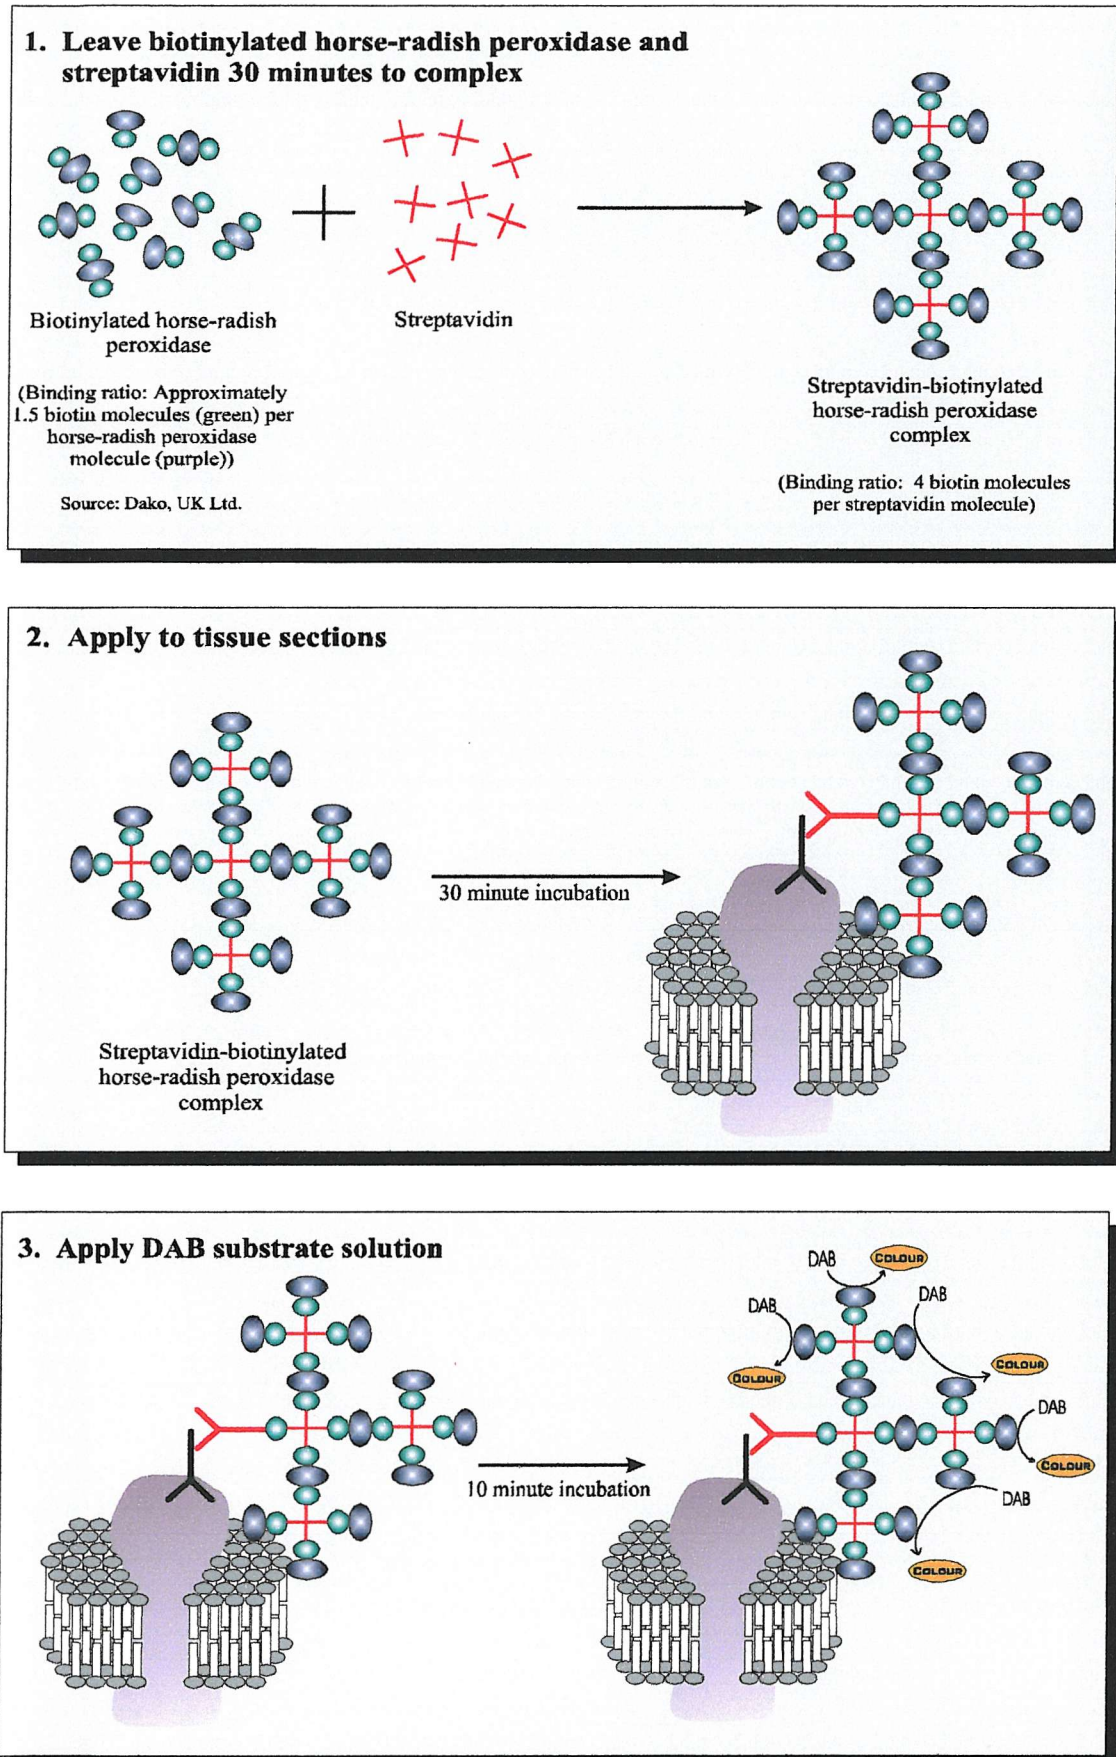 1. Leave biotinylated horse-radish peroxidase and
streptavidin 30 minutes to complex
Biotinylated horse-radish
peroxidase
(Binding ratio: Approximately
1.5 biotin molecules (green) per
horse-radish peroxidase
molecule (purple))
Source: Dako, UK Ltd.
Streptavidin
Streptavidin-biotinylated
horse-radish peroxidase
complex
(Binding ratio: 4 biotin molecules
per streptavidin molecule)
2. Apply to tissue sections
30 minute incubation
Streptavidin-biotinylated
horse-radish peroxidase
complex
3. Apply DAB substrate solution
10 minute incubation
DAB
COLOUR
DAB
COLOUR
DAB
COLOUR
DAB
COLOUR
DAB
COLOUR